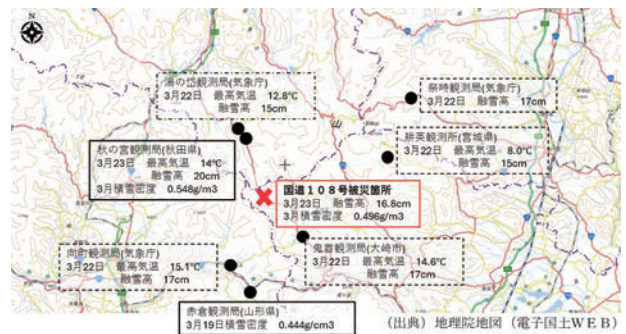 湯の岱観測局(気象庁)
3月22日 最高気温 12.8℃
融雪高 15cm
祭畤観測局(気象庁)
3月22日 融雪高 17cm
秋の宮観測局(秋田県)
3月23日 最高気温 14℃
融雪高 20cm
3月積雪密度 0.548g/m3
耕英観測所(宮城県)
3月22日 最高気温 8.0℃
融雪高 15cm
国道108号被災箇所
3月23日 融雪高 16.8cm
3月積雪密度 0.496g/m3
向町観測局(気象庁)
3月22日 最高気温 15.1℃
融雪高 17cm
鬼首観測局(大崎市)
3月22日 最高気温 14.6℃
融雪高 17cm
赤倉観測局(山形県)
3月19日積雪密度 0.444g/cm3
(出典)地理院地図(電子国土WEB)